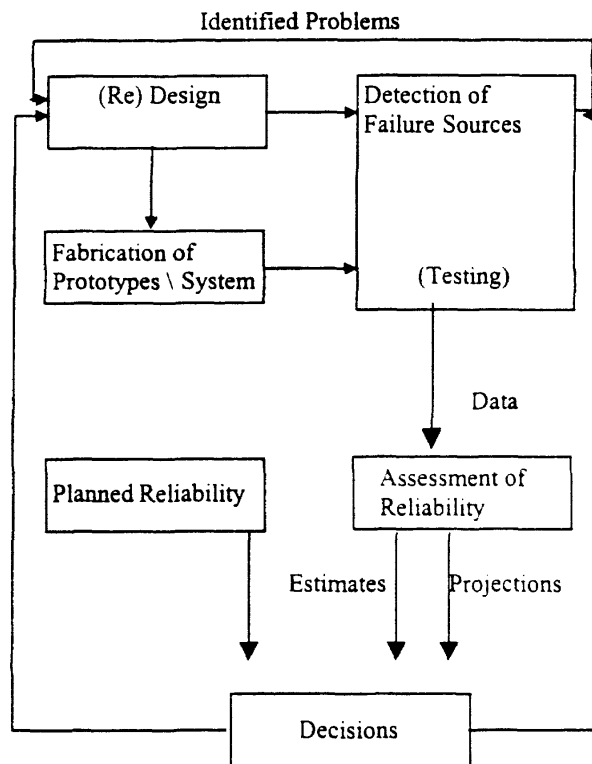 Identified Problems
(Re) Design
Detection of
Failure Sources
Fabrication of
Prototypes \ System
(Testing)
Data
Planned Reliability
Assessment of
Reliability
Estimates
Projections
Decisions